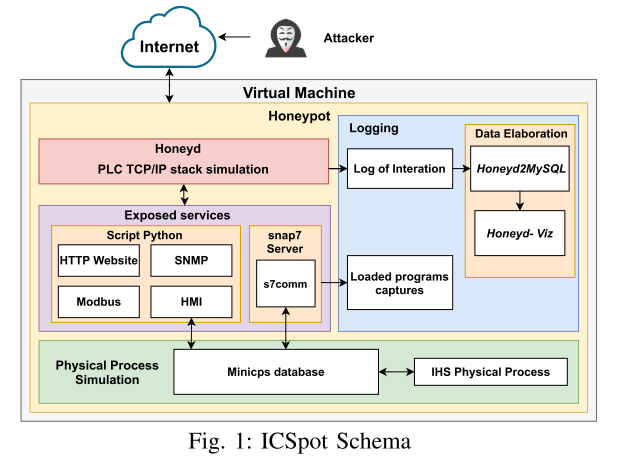 Internet
Attacker
Virtual Machine
Honeypot
Honeyd
PLC TCP/IP stack simulation
Logging
Log of Interation
Data Elaboration
Honeyd2MySQL
Honeyd- Viz
Exposed services
Script Python
HTTP Website
SNMP
Modbus
HMI
snap7
Server
s7comm
Loaded programs
captures
Physical Process
Simulation
Minicps database
IHS Physical Process
Fig. 1: ICSpot Schema